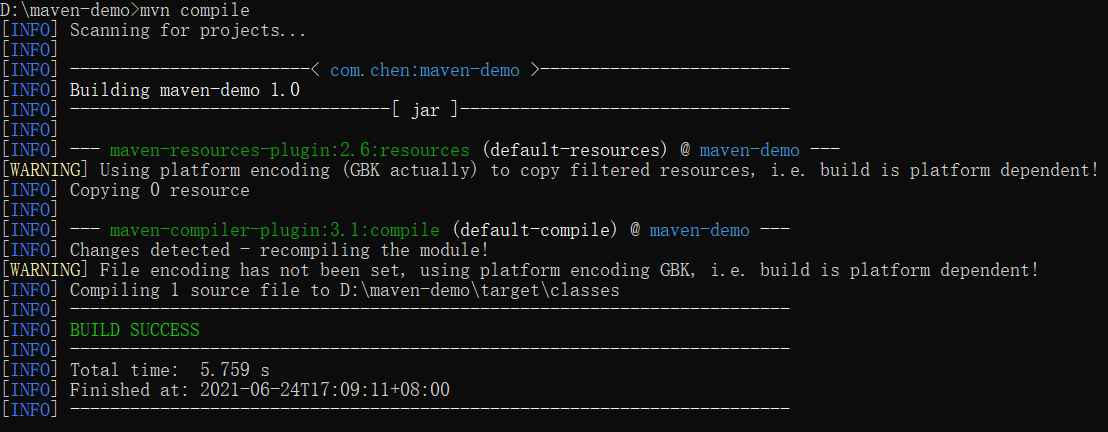 D:\maven-demo>mvn compile
[INFO] Scanning for projects...
[INFO]
[INFO] ------------------------< com.chen:maven-demo >-------------------------
[INFO] Building maven-demo 1.0
[INFO] --------------------------------[ jar ]---------------------------------
[INFO]
[INFO] --- maven-resources-plugin:2.6:resources (default-resources) @ maven-demo ---
[WARNING] Using platform encoding (GBK actually) to copy filtered resources, i.e. build is platform dependent!
[INFO] Copying 0 resource
[INFO]
[INFO] --- maven-compiler-plugin:3.1:compile (default-compile) @ maven-demo ---
[INFO] Changes detected - recompiling the module!
[WARNING] File encoding has not been set, using platform encoding GBK, i.e. build is platform dependent!
[INFO] Compiling 1 source file to D:\maven-demo\target\classes
[INFO] ------------------------------------------------------------------------
[INFO] BUILD SUCCESS
[INFO] ------------------------------------------------------------------------
[INFO] Total time:  5.759 s
[INFO] Finished at: 2021-06-24T17:09:11+08:00
[INFO] ------------------------------------------------------------------------